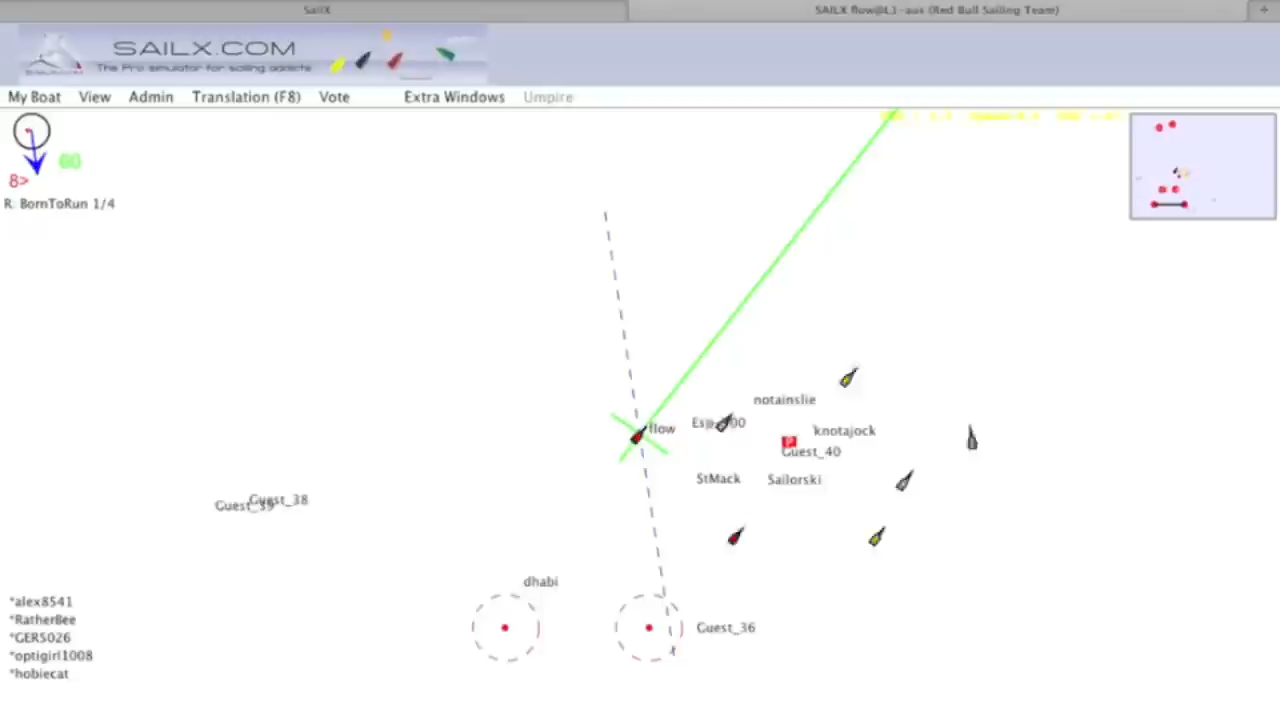 SailX
SAILX flow@L3 -aus (Red Bull Sailing Team)
SAILX.COM
The Pro simulator for sailing addicts
My Boat View Admin Translation (F8) Vote Extra Windows Umpire
60
8>
R: BornToRun 1/4
notainslie
flow
knotajock
P
Guest_40
StMack
Sailorski
Guest_38
dhabi
Guest_36
*alex8541
*RatherBee
*GER5026
*optigirl1008
*hobiecat